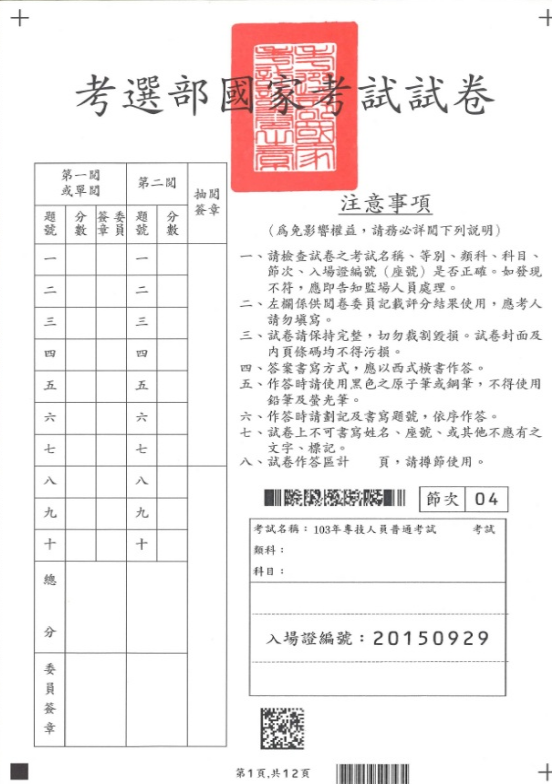 考選部國家考試試卷
第一閱或單閱
第二閱
抽閱簽章
題號
分數
委員簽章
題號
分數
一
一
二
二
三
三
四
四
五
五
六
六
七
七
八
八
九
九
十
十
總分
委員簽章
注意事項
(為免影響權益,請務必詳閱下列說明)
一、請檢查試卷之考試名稱、等別、類科、科目、
節次、入場證編號(座號)是否正確。如發現
不符,應即告知監場人員處理。
二、左欄係供閱卷委員記載評分結果使用,應考人
請勿填寫。
三、試卷請保持完整,切勿裁割毀損。試卷封面及
內頁條碼均不得污損。
四、答案書寫方式,應以西式橫書作答。
五、作答時請使用黑色之原子筆或鋼筆,不得使用
鉛筆及螢光筆。
六、作答時請劃記及書寫題號,依序作答。
七、試卷上不可書寫姓名、座號、或其他不應有之
文字、標記。
八、試卷作答區計 頁,請撙節使用。
節次 04
考試名稱:103年專技人員普通考試 考試
類科:
科目:
入場證編號:20150929
第1頁,共12頁